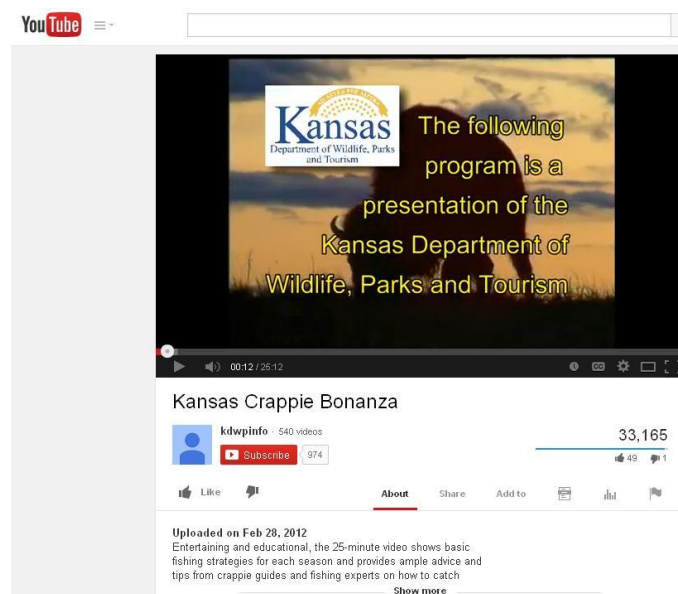 YouTube
Kansas
Department of Wildlife, Parks
and Tourism
The following
program is a
presentation of the
Kansas Department of
Wildlife, Parks and Tourism
00:12 / 25:12
CC
Kansas Crappie Bonanza
kdwpinfo · 540 videos
Subscribe 974
33,165
49 1
Like About Share Add to
Uploaded on Feb 28, 2012
Entertaining and educational, the 25-minute video shows basic
fishing strategies for each season and provides ample advice and
tips from crappie guides and fishing experts on how to catch
Show more